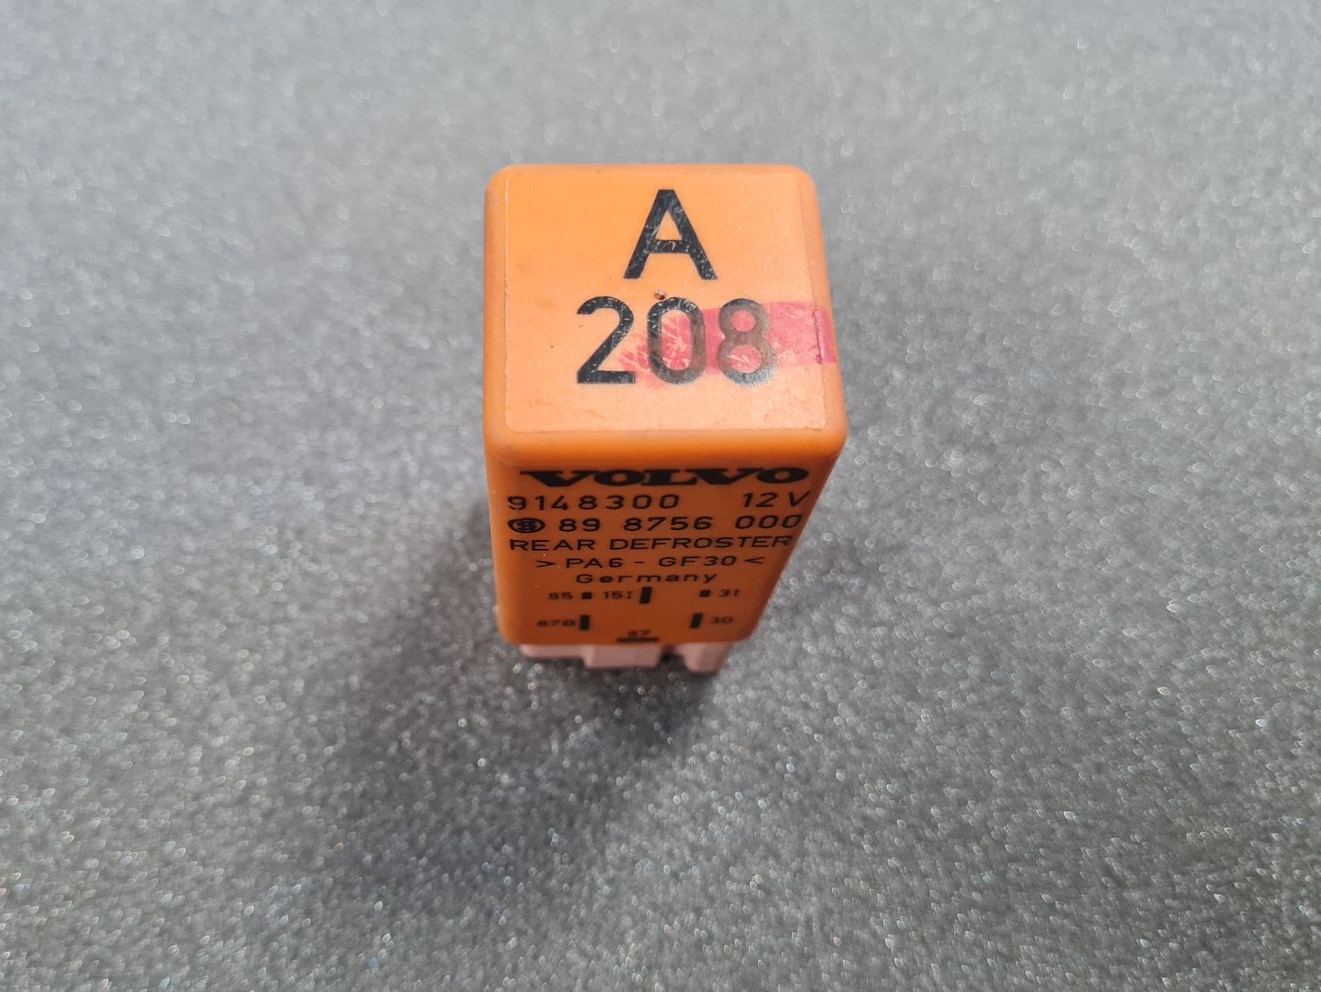 A
208
VOLVO
9148300 12V
89 8756 000
REAR DEFROSTER
>PA6-GF30<
Germany
85 15I 31
87B 30
87